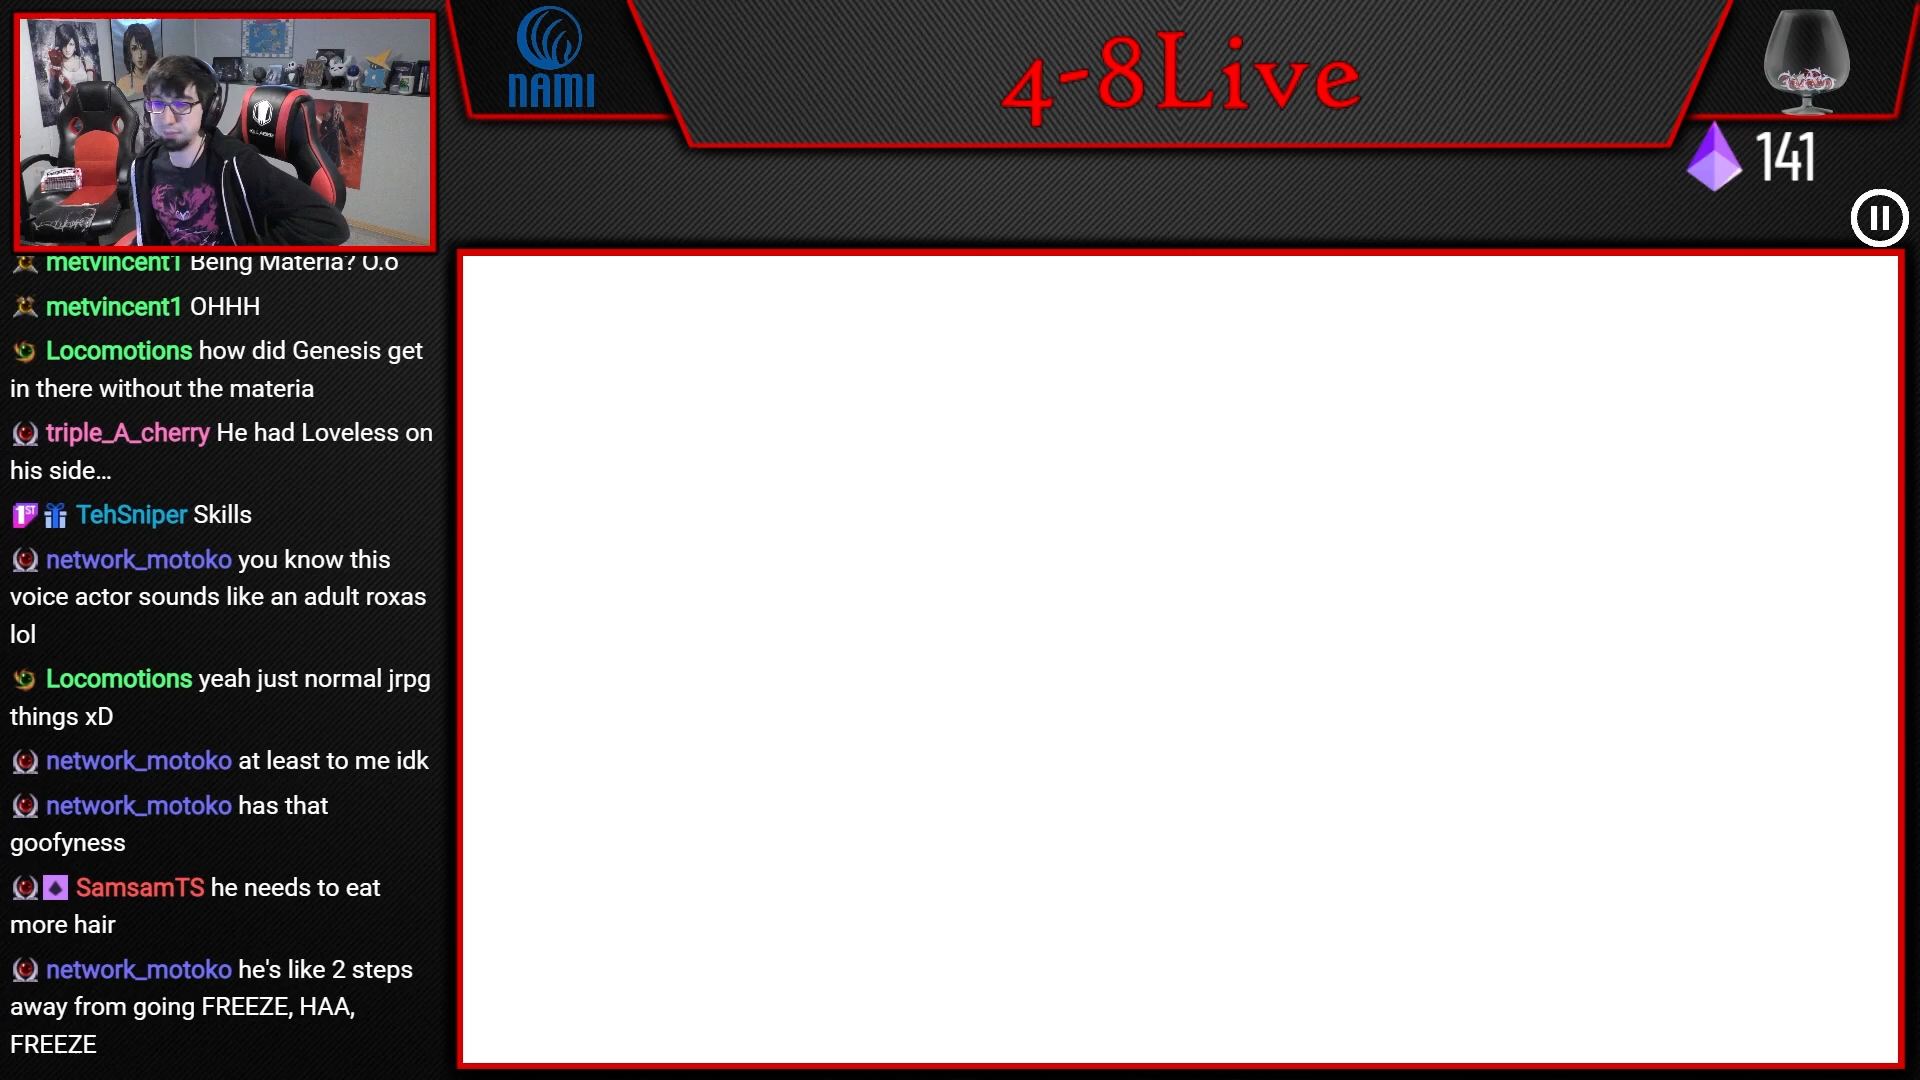 NAMI
4-8Live
141
metvincent1 Being Materia? O.o
metvincent1 OHHH
Locomotions how did Genesis get
in there without the materia
triple_A_cherry He had Loveless on
his side...
1ST TehSniper Skills
network_motoko you know this
voice actor sounds like an adult roxas
lol
Locomotions yeah just normal jrpg
things xD
network_motoko at least to me idk
network_motoko has that
goofyness
SamsamTS he needs to eat
more hair
network_motoko he's like 2 steps
away from going FREEZE, HAA,
FREEZE